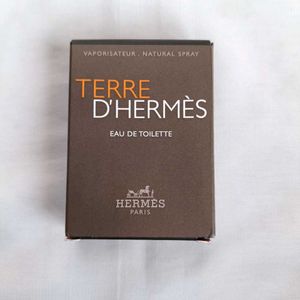 VAPORISATEUR . NATURAL SPRAY
TERRE
D'HERMÈS
EAU DE TOILETTE
HERMÈS
PARIS